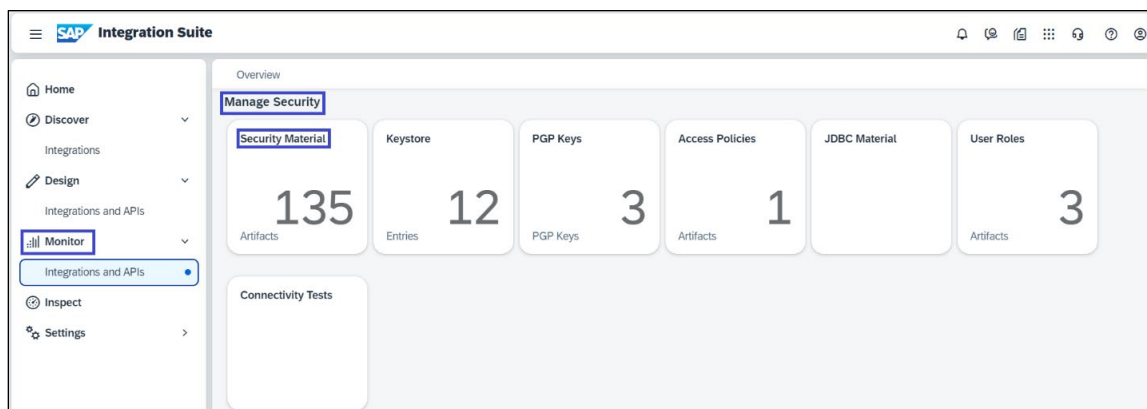 SAP Integration Suite
Home
Discover
Integrations
Design
Integrations and APIs
Monitor
Integrations and APIs
Inspect
Settings
Overview
Manage Security
Security Material
135
Artifacts
Keystore
12
Entries
PGP Keys
3
PGP Keys
Access Policies
1
Artifacts
JDBC Material
User Roles
3
Artifacts
Connectivity Tests